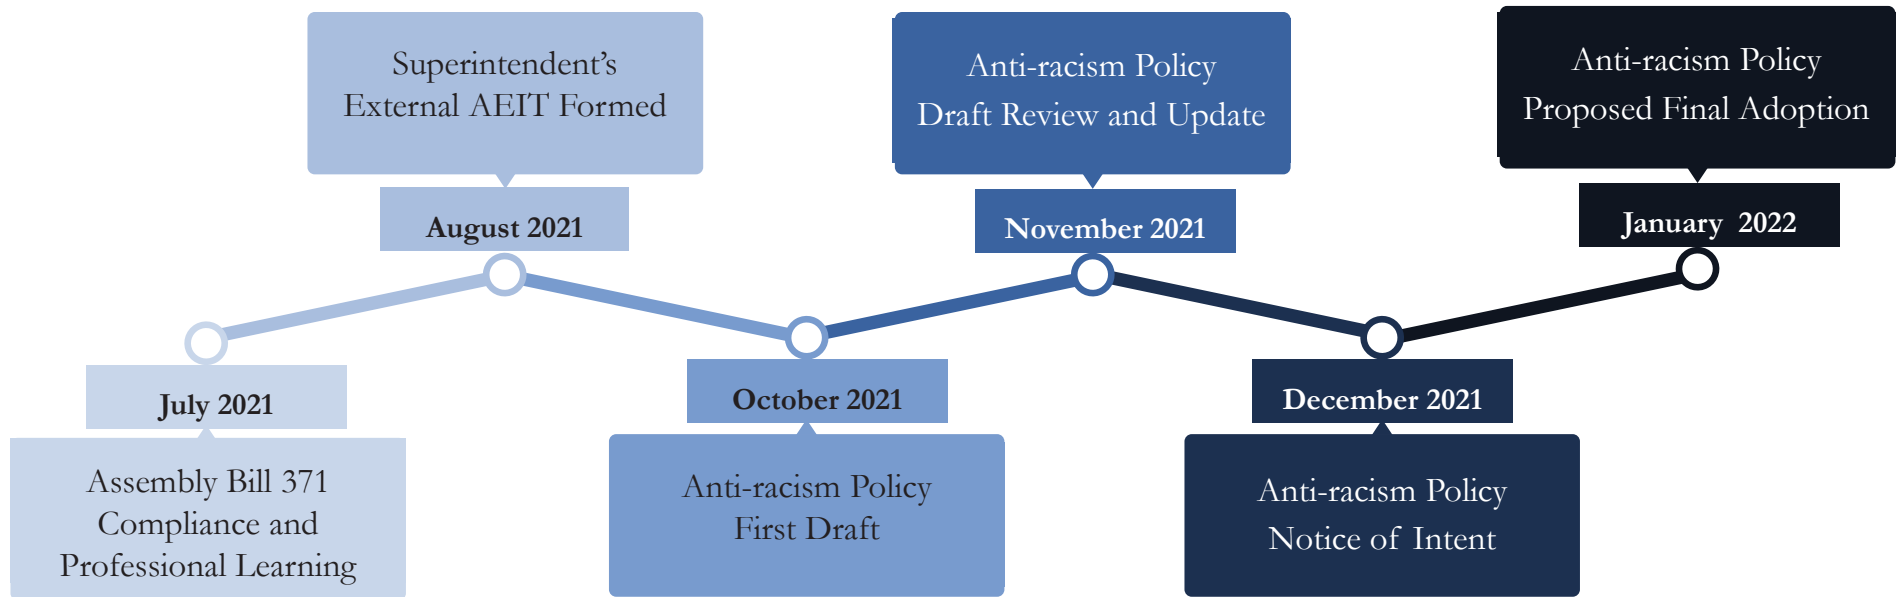 Superintendent’s
External AEIT Formed
August 2021
Anti-racism Policy
Draft Review and Update
November 2021
Anti-racism Policy
Proposed Final Adoption
January 2022
July 2021
Assembly Bill 371
Compliance and
Professional Learning
October 2021
Anti-racism Policy
First Draft
December 2021
Anti-racism Policy
Notice of Intent